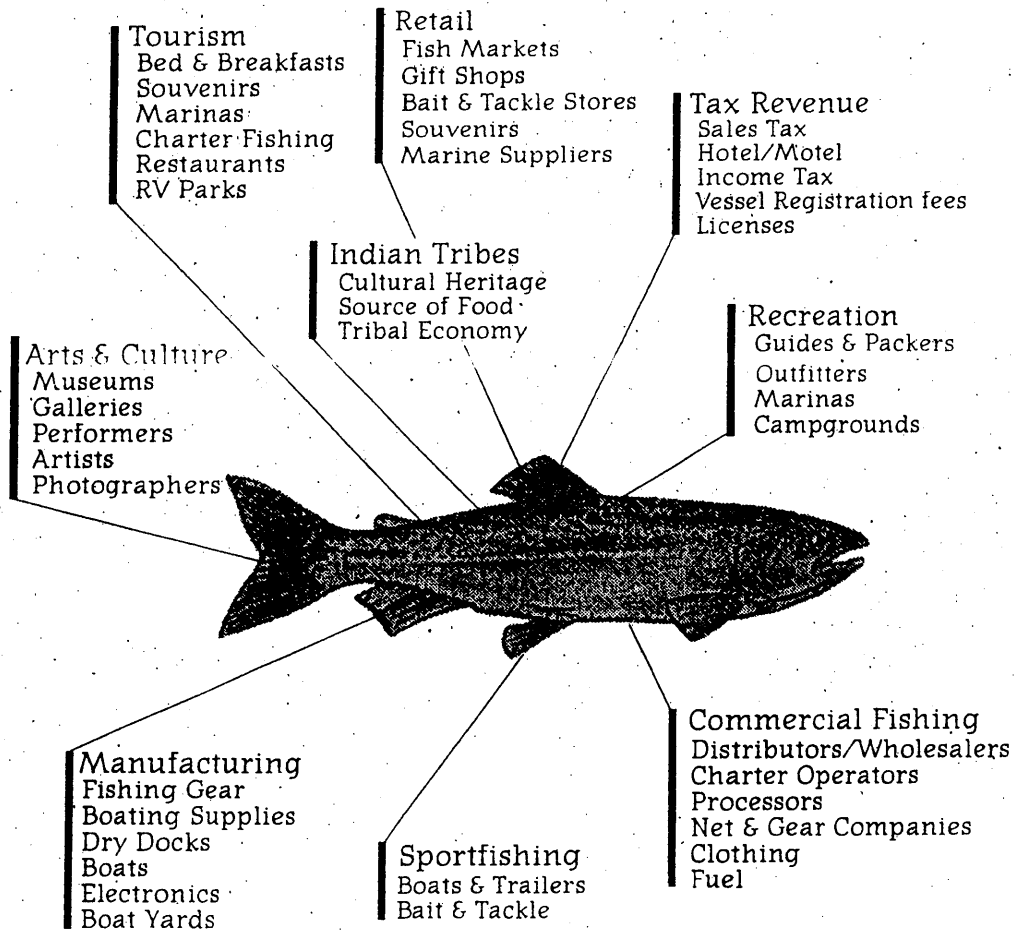 Tourism
Bed & Breakfasts
Souvenirs
Marinas
Charter Fishing
Restaurants
RV Parks
Retail
Fish Markets
Gift Shops
Bait & Tackle Stores
Souvenirs
Marine Suppliers
Tax Revenue
Sales Tax
Hotel/Motel
Income Tax
Vessel Registration fees
Licenses
Indian Tribes
Cultural Heritage
Source of Food
Tribal Economy
Recreation
Guides & Packers
Outfitters
Marinas
Campgrounds
Arts & Culture
Museums
Galleries
Performers
Artists
Photographers
Manufacturing
Fishing Gear
Boating Supplies
Dry Docks
Boats
Electronics
Boat Yards
Sportfishing
Boats & Trailers
Bait & Tackle
Commercial Fishing
Distributors/Wholesalers
Charter Operators
Processors
Net & Gear Companies
Clothing
Fuel